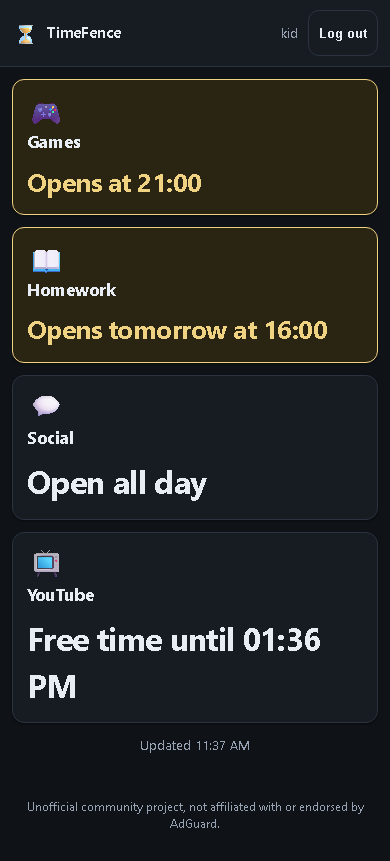 TimeFence
kid
Log out
Games
Opens at 21:00
Homework
Opens tomorrow at 16:00
Social
Open all day
YouTube
Free time until 01:36
PM
Updated 11:37 AM
Unofficial community project, not affiliated with or endorsed by
AdGuard.